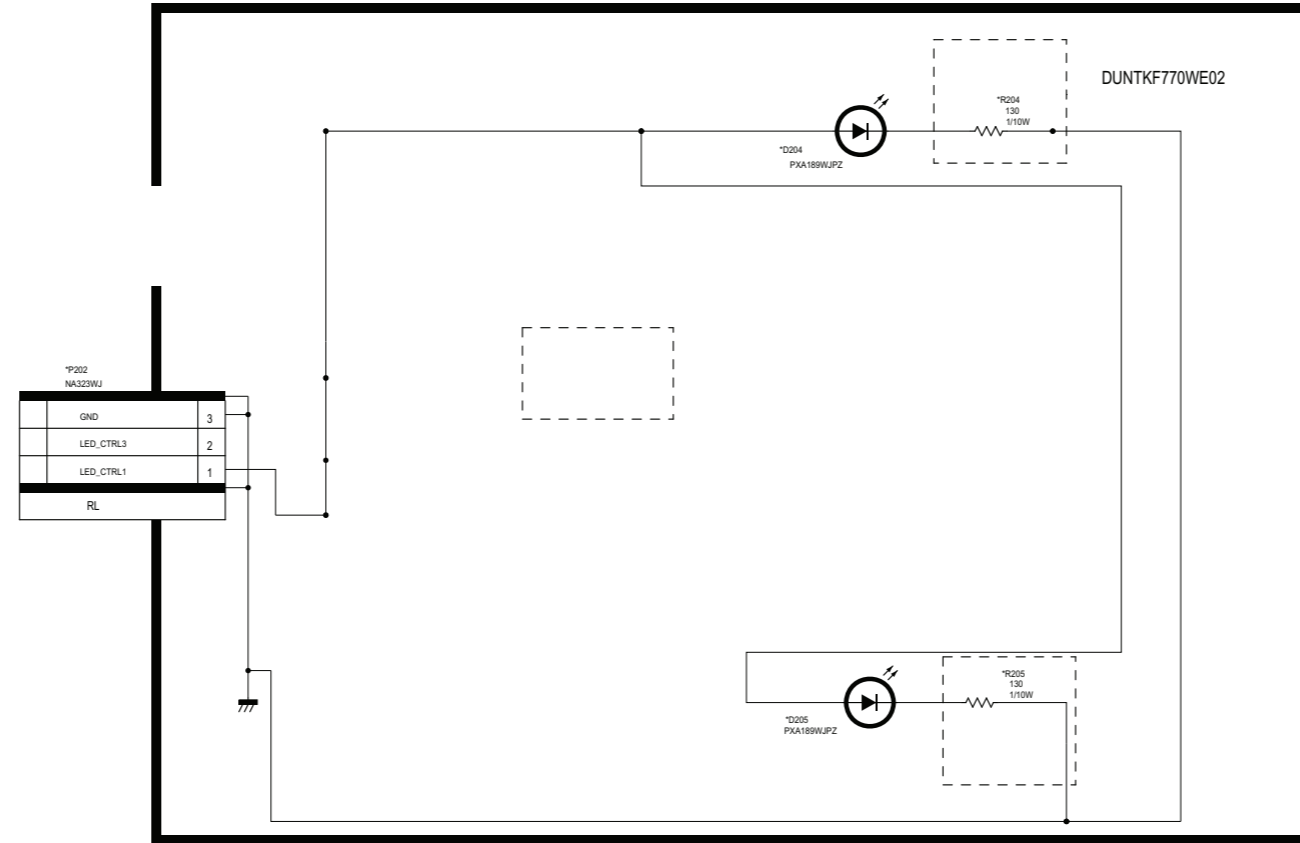 DUNTKF770WE02
*R204
130
1/10W
*D204
PXA189WJPZ
*P202
NA323WJ
GND 3
LED_CTRL3 2
LED_CTRL1 1
RL
*R205
130
1/10W
*D205
PXA189WJPZ